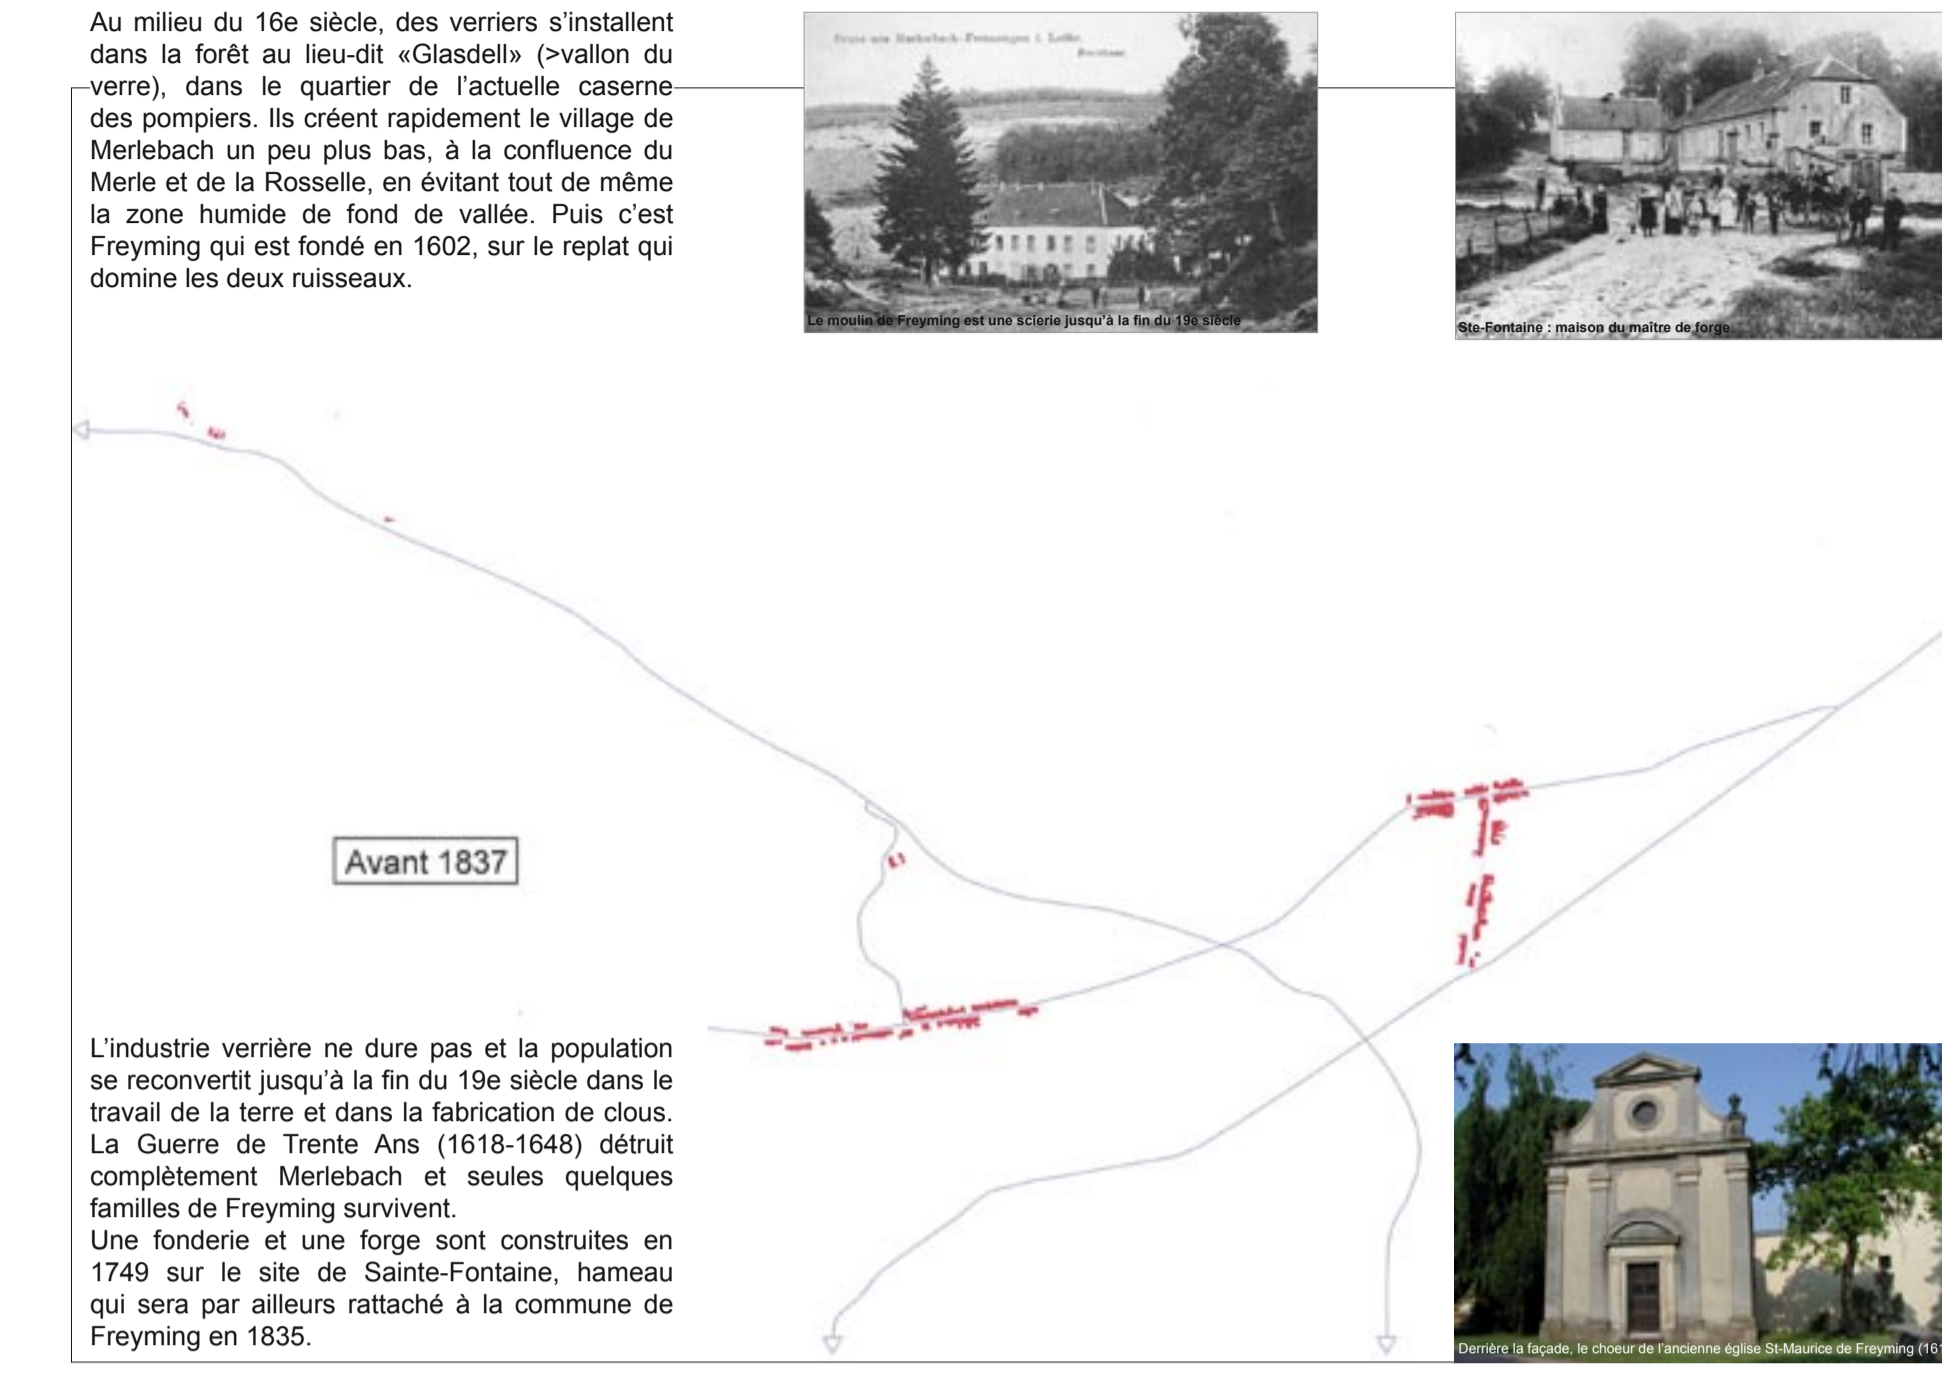 Au milieu du 16e siècle, des verriers s’installent
dans la forêt au lieu-dit «Glasdell» (>vallon du
verre), dans le quartier de l’actuelle caserne
des pompiers. Ils créent rapidement le village de
Merlebach un peu plus bas, à la confluence du
Merle et de la Rosselle, en évitant tout de même
la zone humide de fond de vallée. Puis c’est
Freyming qui est fondé en 1602, sur le replat qui
domine les deux ruisseaux.
Le moulin de Freyming est une scierie jusqu’à la fin du 19e siècle
Ste-Fontaine : maison du maître de forge
Avant 1837
L’industrie verrière ne dure pas et la population
se reconvertit jusqu’à la fin du 19e siècle dans le
travail de la terre et dans la fabrication de clous.
La Guerre de Trente Ans (1618-1648) détruit
complètement Merlebach et seules quelques
familles de Freyming survivent.
Une fonderie et une forge sont construites en
1749 sur le site de Sainte-Fontaine, hameau
qui sera par ailleurs rattaché à la commune de
Freyming en 1835.
Derrière la façade, le choeur de l’ancienne église St-Maurice de Freyming (161